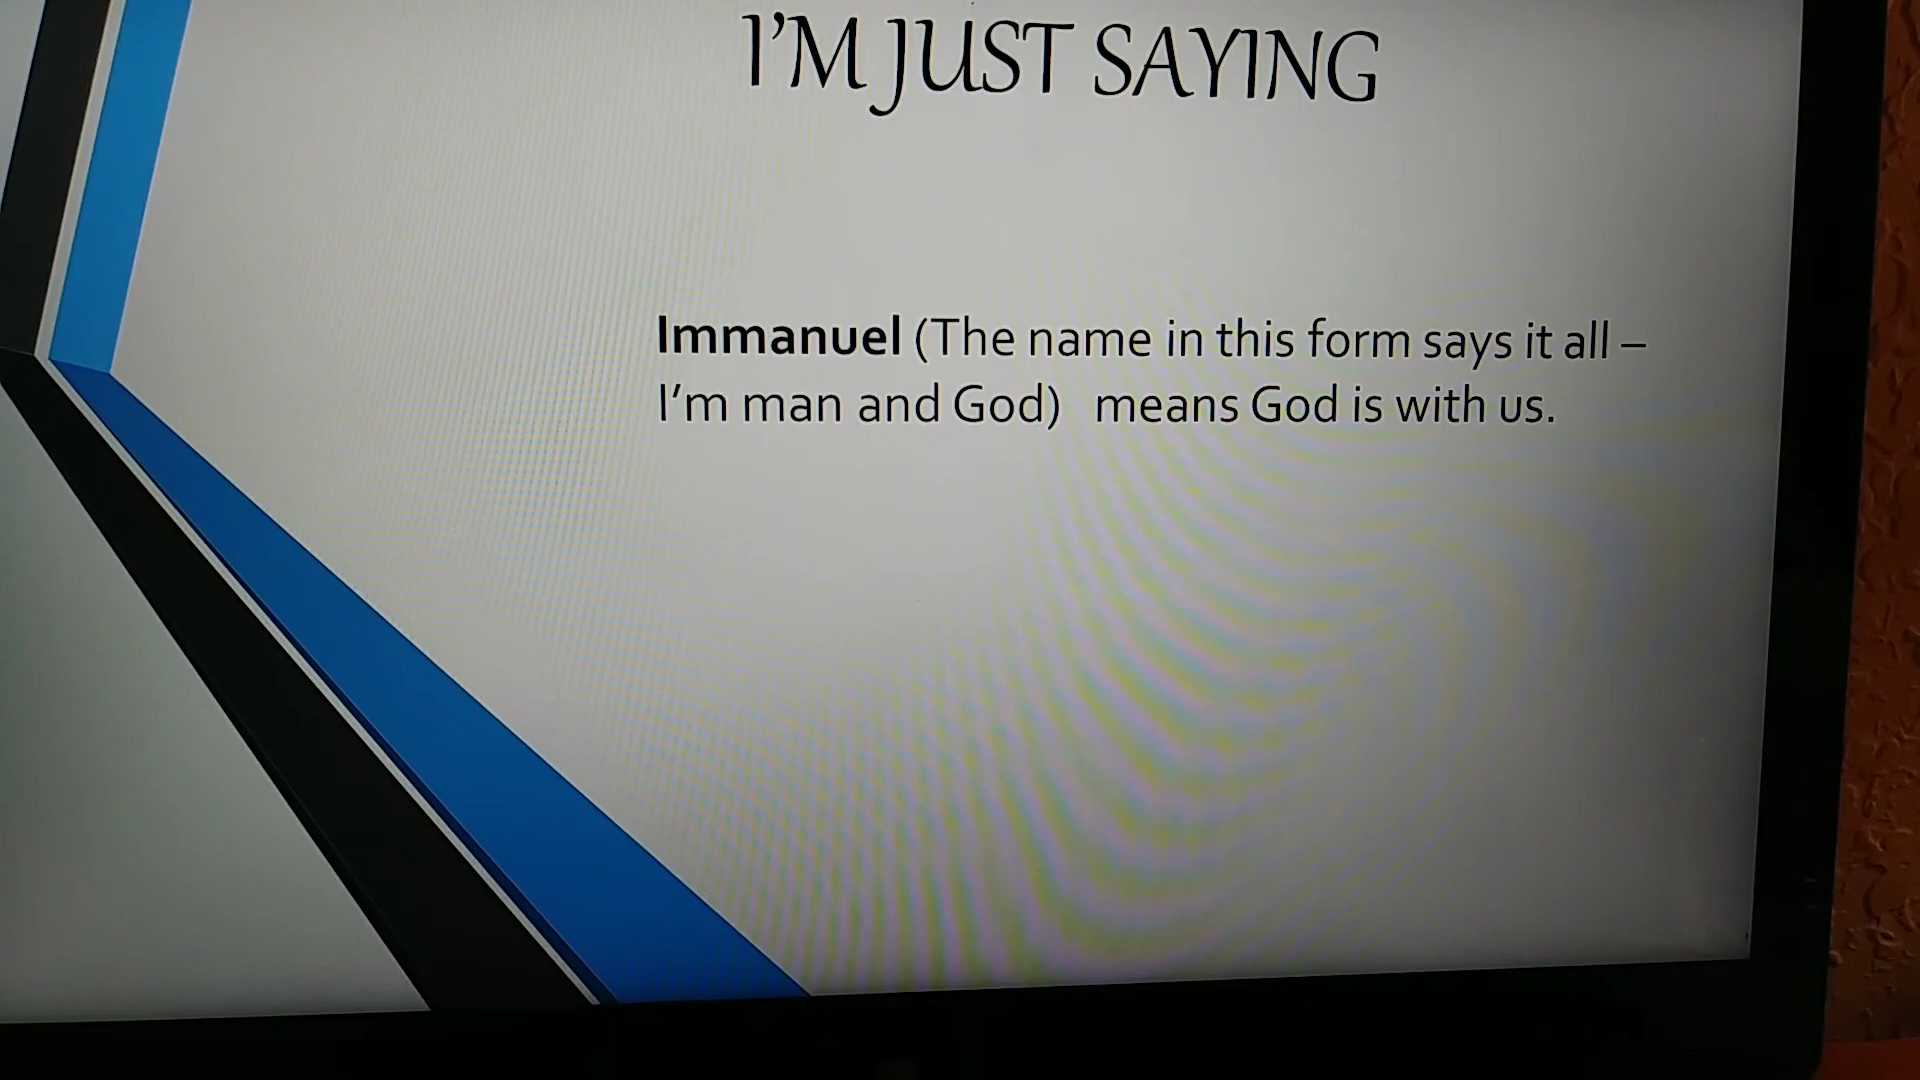 I'M JUST SAYING
Immanuel (The name in this form says it all –
I'm man and God)   means God is with us.